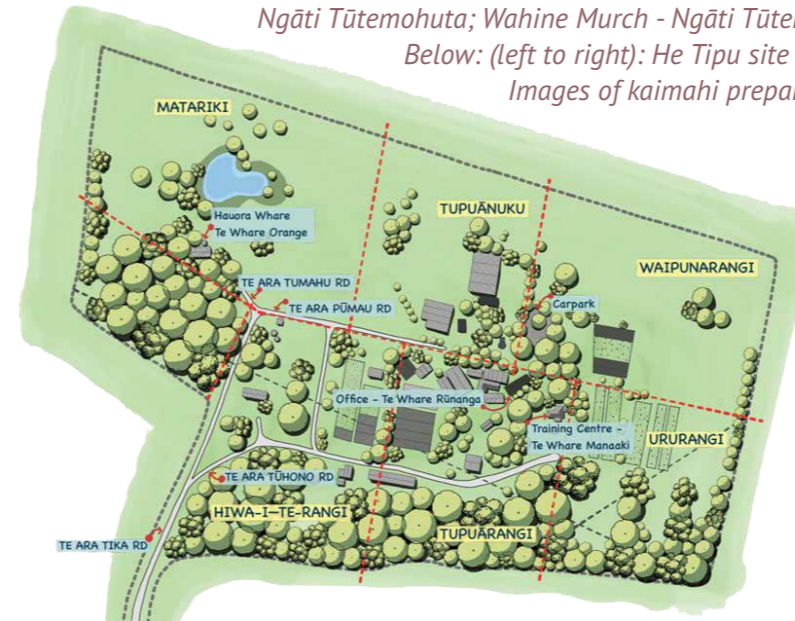 Ngāti Tūtemohuta; Wahine Murch - Ngāti Tūtem
Below: (left to right): He Tipu site
Images of kaimahi prepar
MATARIKI
TUPUĀNUKU
Hauora Whare
Te Whare Orange
WAIPUNARANGI
TE ARA TUMAHU RD
Carpark
TE ARA PŪMAU RD
Office - Te Whare Rūnanga
Training Centre -
Te Whare Manaaki
URURANGI
TE ARA TŪHONO RD
HIWA-I-TE-RANGI
TUPUĀRANGI
TE ARA TIKA RD